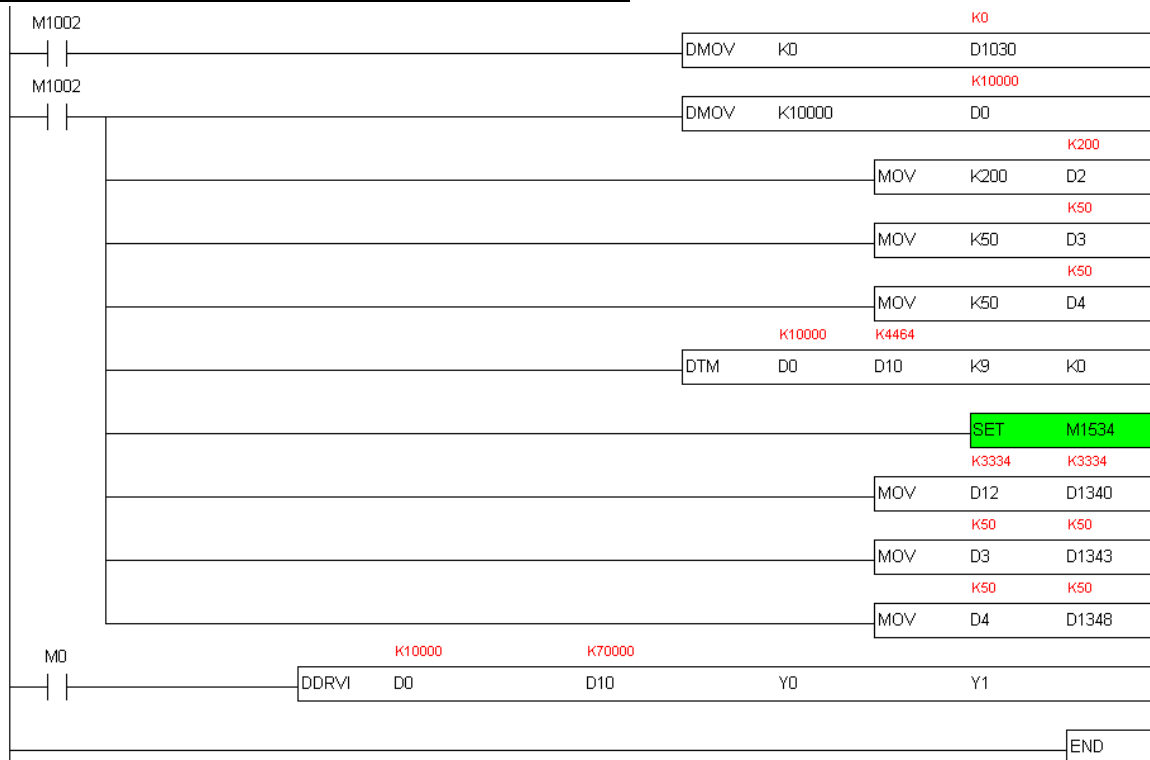 M1002
K0
DMOV K0 D1030
M1002
K10000
DMOV K10000 D0
K200
MOV K200 D2
K50
MOV K50 D3
K50
MOV K50 D4
K10000 K4464
DTM D0 D10 K9 K0
SET M1534
K3334 K3334
MOV D12 D1340
K50 K50
MOV D3 D1343
K50 K50
MOV D4 D1348
M0
K10000 K70000
DDRVI D0 D10 Y0 Y1
END